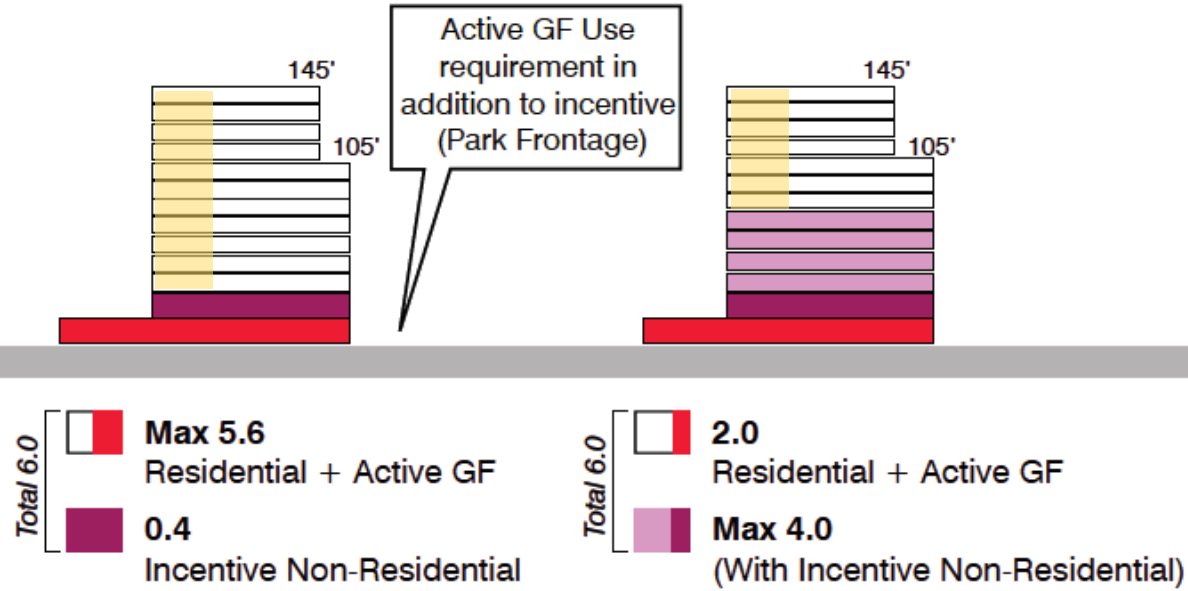 Active GF Use
requirement in
addition to incentive
(Park Frontage)
145'
105'
145'
105'
Total 6.0
Max 5.6
Residential + Active GF
0.4
Incentive Non-Residential
Total 6.0
2.0
Residential + Active GF
Max 4.0
(With Incentive Non-Residential)